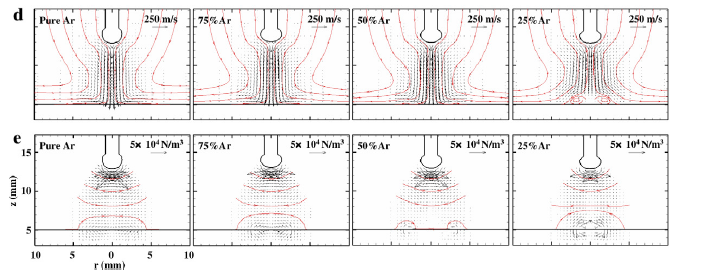 d Pure Ar 250 m/s 75%Ar 250 m/s 50%Ar 250 m/s 25%Ar 250 m/s
e Pure Ar 5× 10⁴ N/m³ 75%Ar 5× 10⁴ N/m³ 50%Ar 5× 10⁴ N/m³ 25%Ar 5× 10⁴ N/m³
15
10
5
z (mm)
10 5 0 5 10
r (mm)